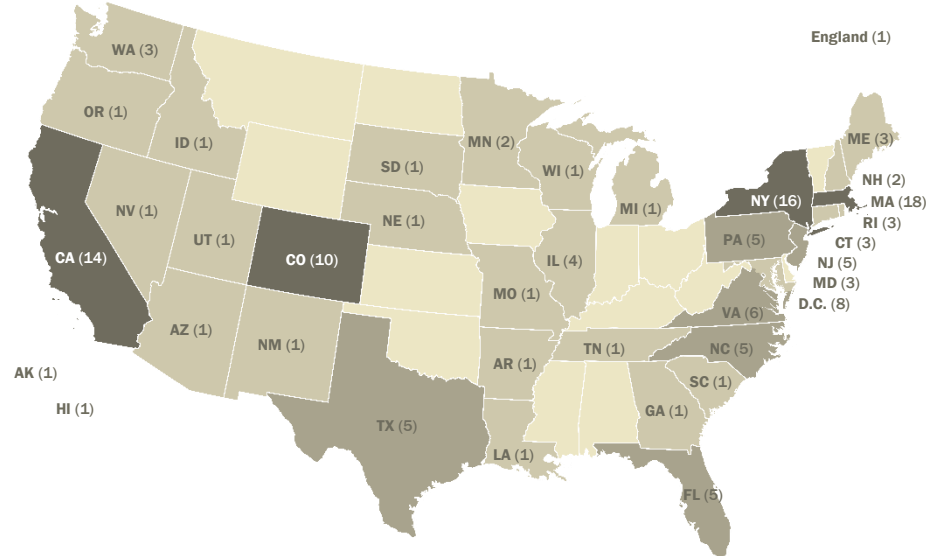 England (1)
WA (3)
OR (1)
ID (1)
MN (2)
ME (3)
SD (1)
WI (1)
NH (2)
NY (16)
MA (18)
NV (1)
NE (1)
MI (1)
RI (3)
UT (1)
PA (5)
CT (3)
CA (14)
CO (10)
IL (4)
NJ (5)
MD (3)
MO (1)
D.C. (8)
VA (6)
AZ (1)
NM (1)
TN (1)
NC (5)
AK (1)
AR (1)
SC (1)
HI (1)
GA (1)
TX (5)
LA (1)
FL (5)